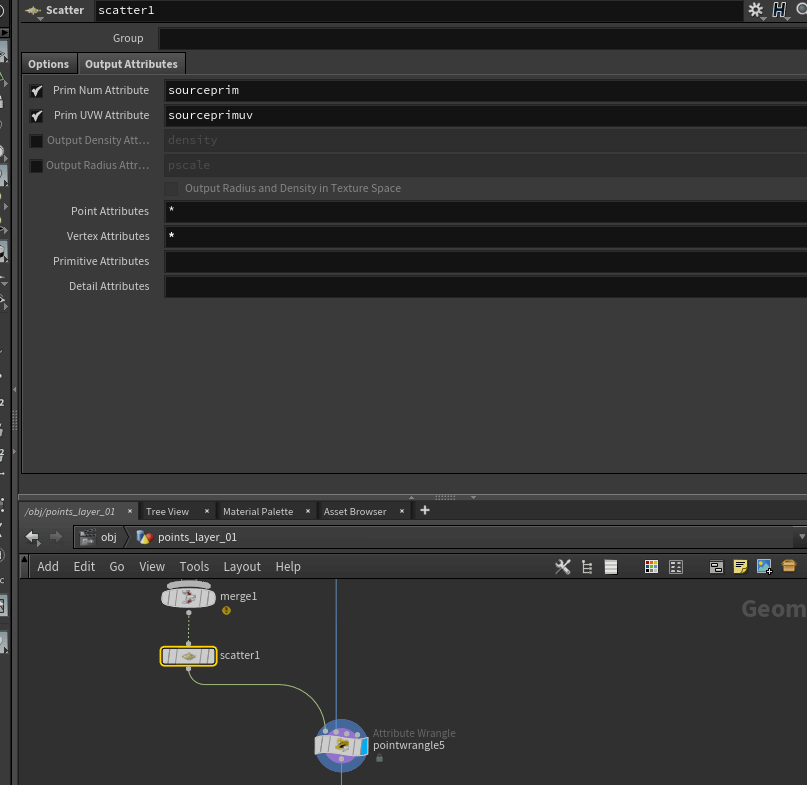 Scatter scatter1
Group
Options Output Attributes
Prim Num Attribute sourceprim
Prim UVW Attribute sourceprimuv
Output Density Att... density
Output Radius Attr... pscale
Output Radius and Density in Texture Space
Point Attributes *
Vertex Attributes *
Primitive Attributes
Detail Attributes
/obj/points_layer_01 × Tree View × Material Palette × Asset Browser × +
obj points_layer_01
Add Edit Go View Tools Layout Help
merge1
Geom
scatter1
Attribute Wrangle
pointwrangle5